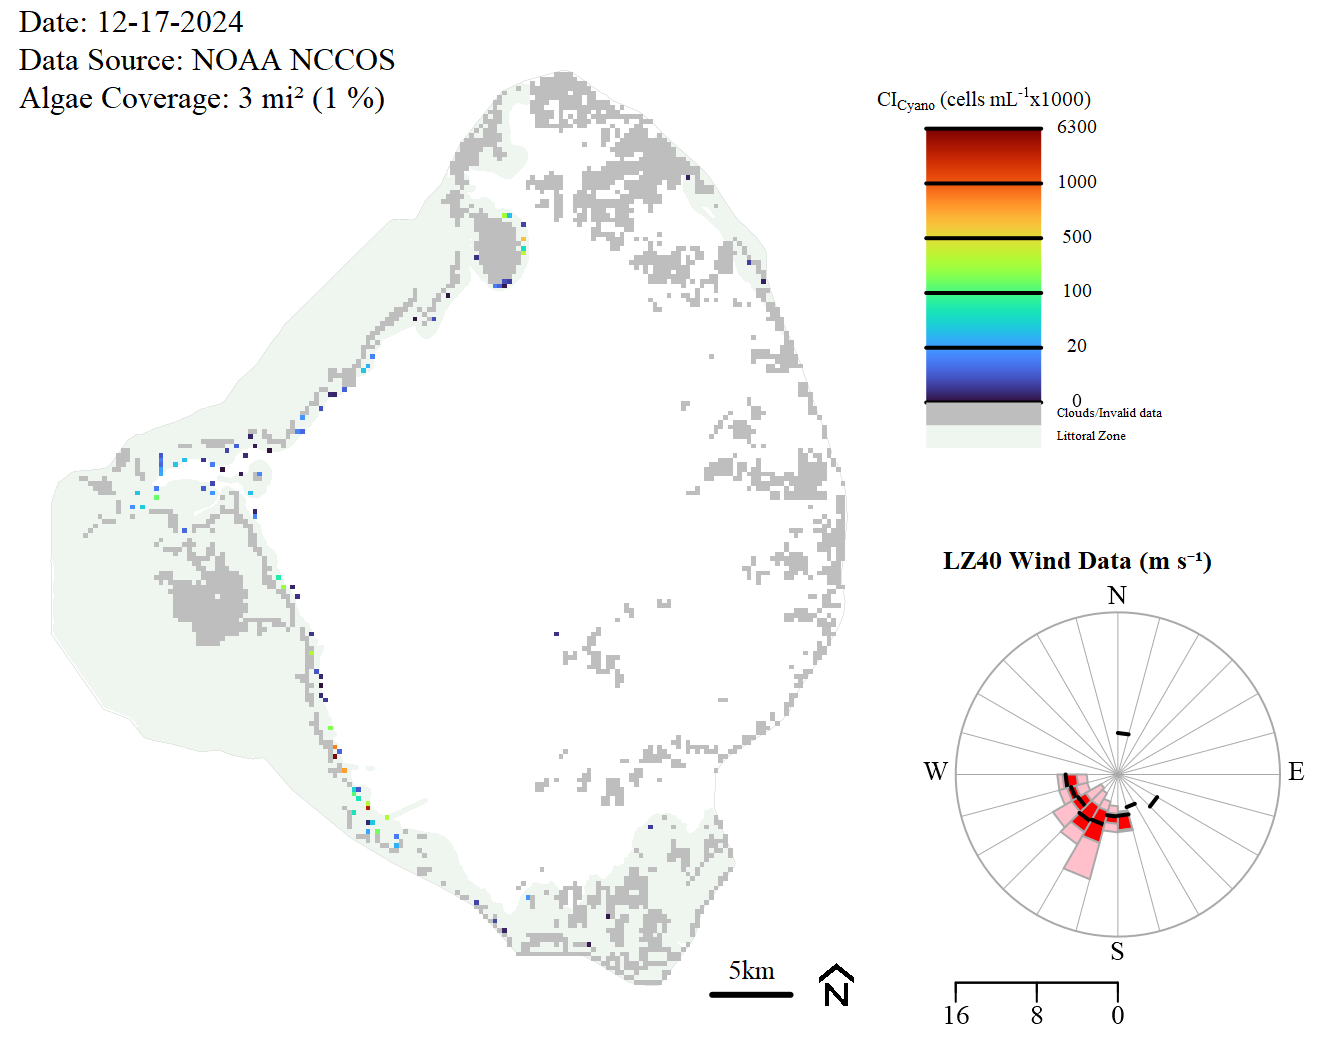 Date: 12-17-2024
Data Source: NOAA NCCOS
Algae Coverage: 3 mi² (1 %)
CICyano (cells mL-1x1000)
6300
1000
500
100
20
0
Clouds/Invalid data
Littoral Zone
LZ40 Wind Data (m s⁻¹)
N
W
E
S
5km
N
16 8 0